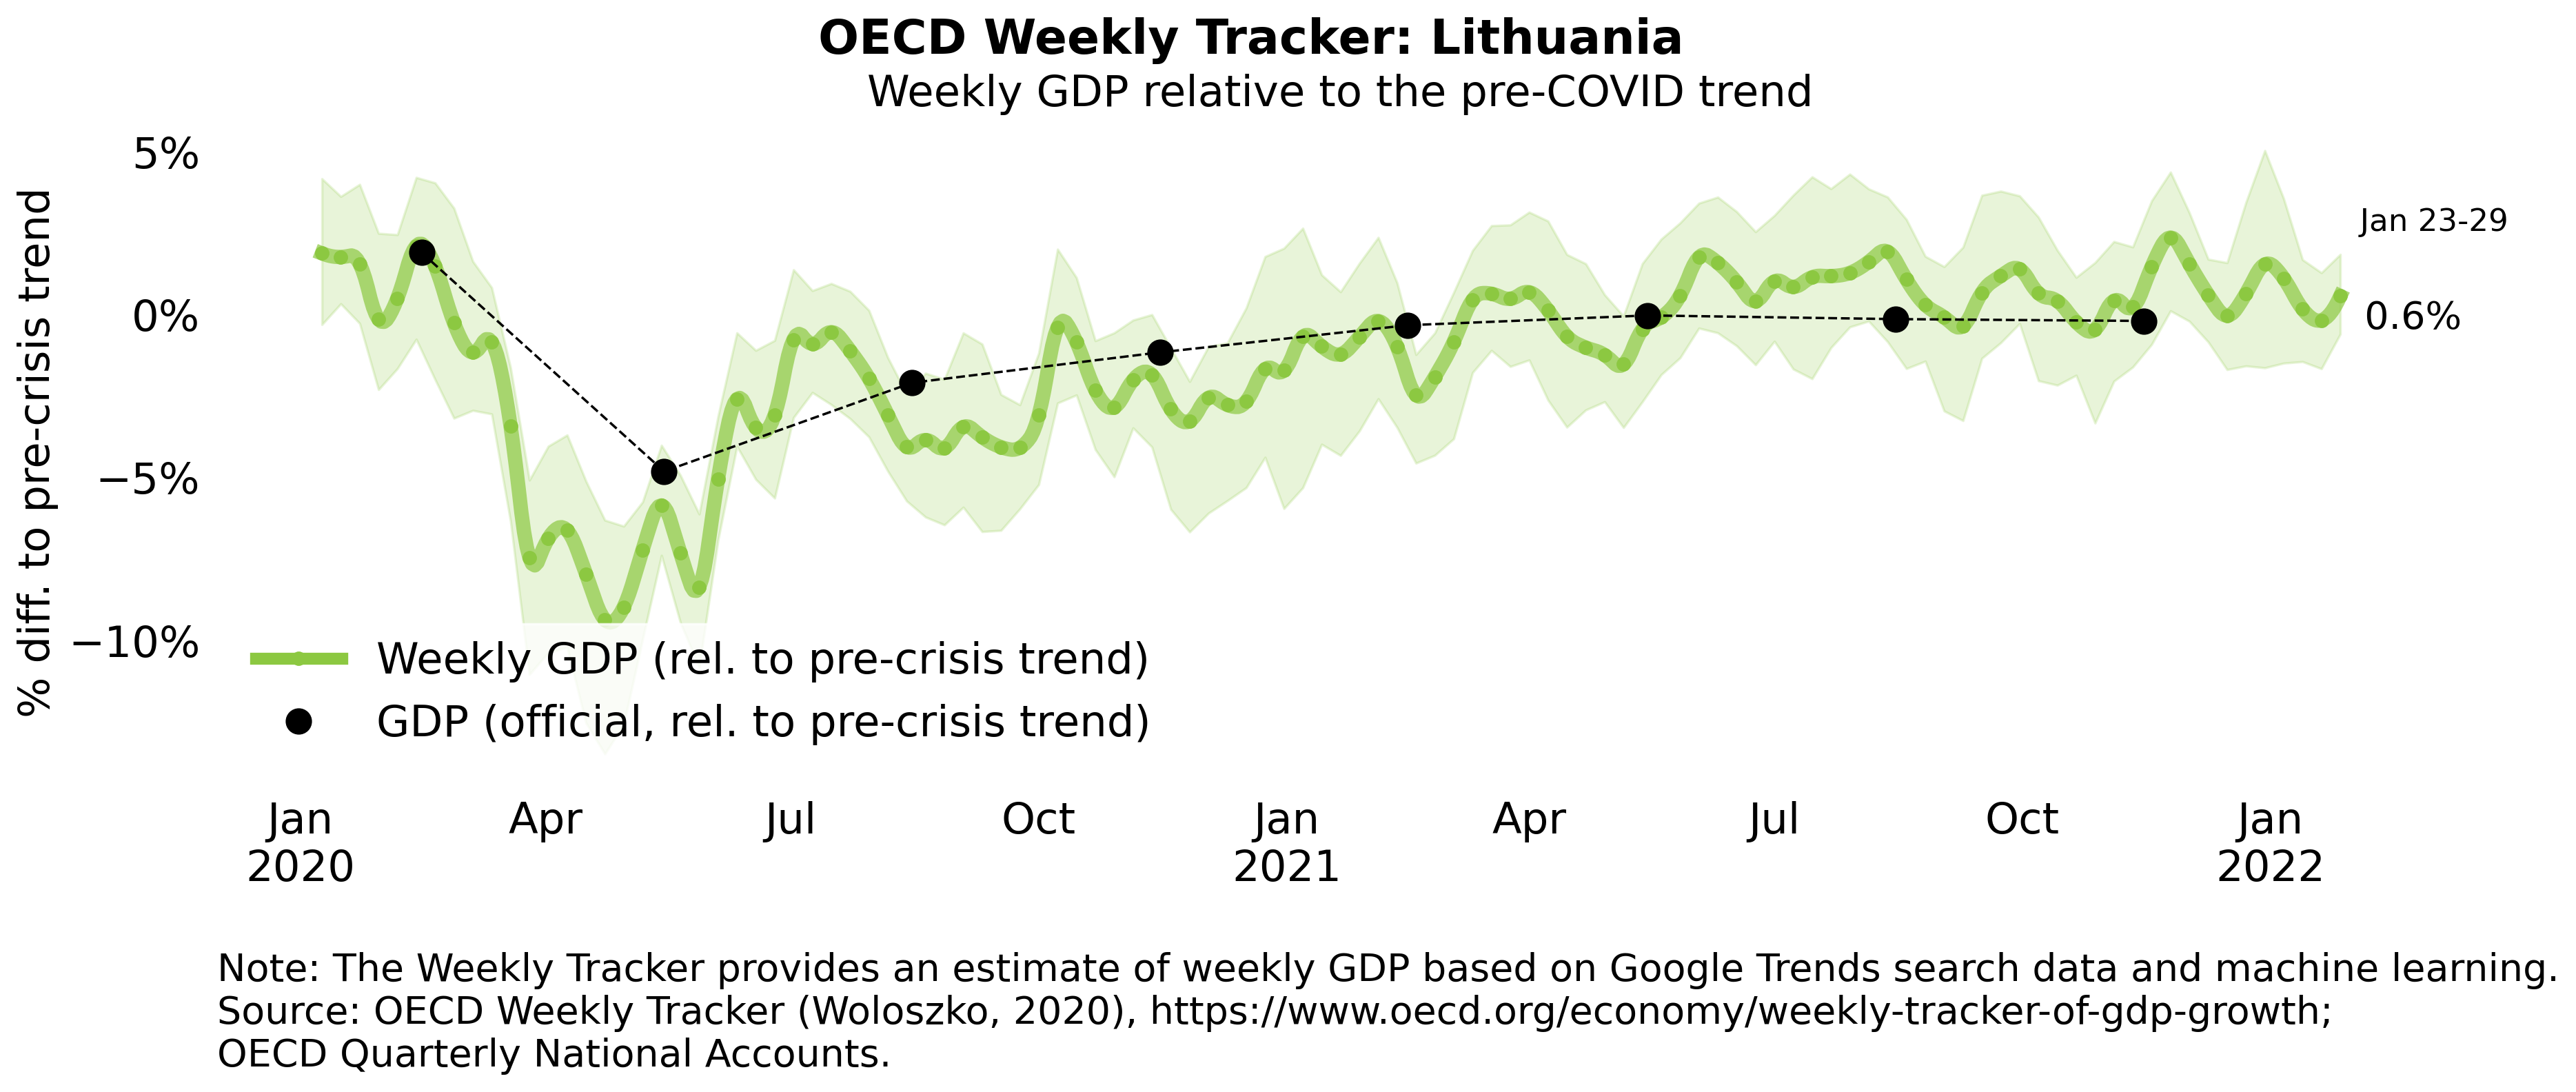 OECD Weekly Tracker: Lithuania
Weekly GDP relative to the pre-COVID trend
% diff. to pre-crisis trend
5%
0%
−5%
−10%
Jan 23-29
0.6%
Weekly GDP (rel. to pre-crisis trend)
GDP (official, rel. to pre-crisis trend)
Jan Apr Jul Oct Jan Apr Jul Oct Jan
2020 2021 2022
Note: The Weekly Tracker provides an estimate of weekly GDP based on Google Trends search data and machine learning.
Source: OECD Weekly Tracker (Woloszko, 2020), https://www.oecd.org/economy/weekly-tracker-of-gdp-growth;
OECD Quarterly National Accounts.